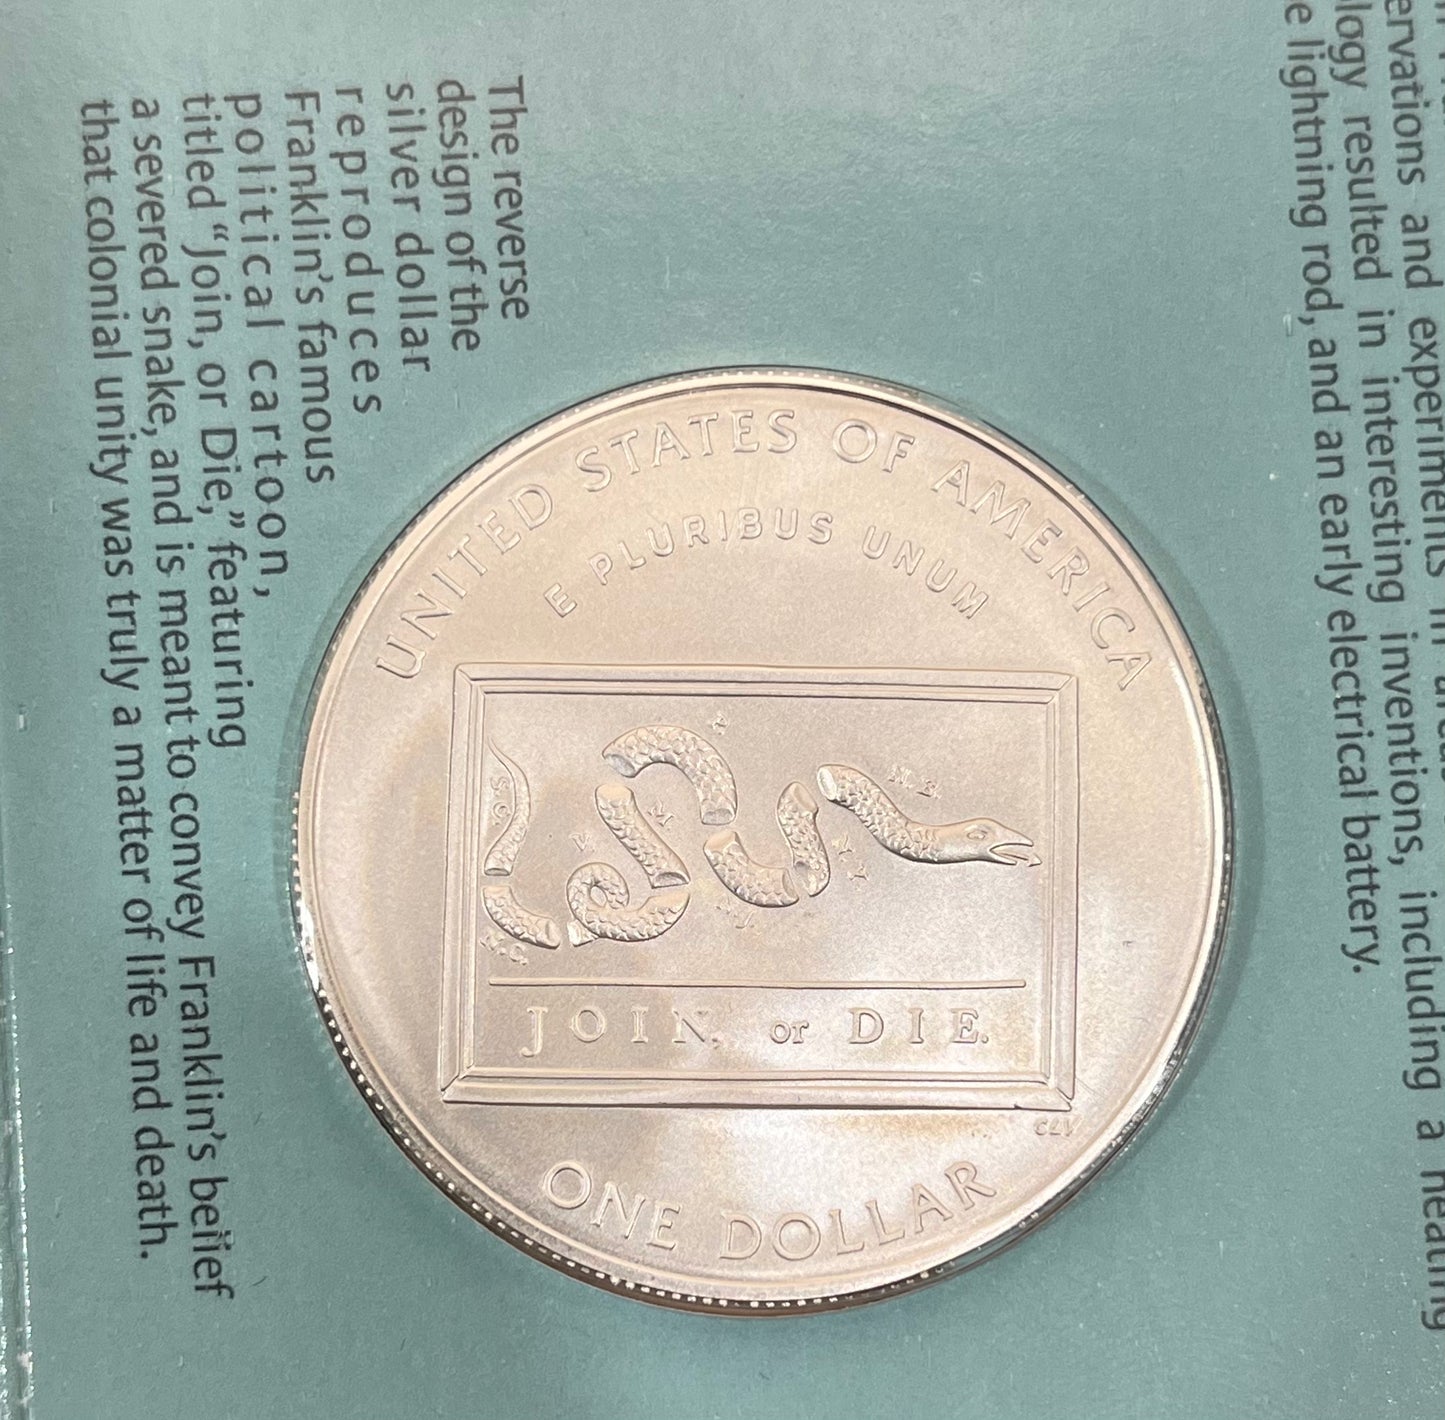 The reverse
design of the
silver dollar
reproduces
Franklin's famous
political cartoon,
titled "Join, or Die," featuring
a severed snake, and is meant to convey Franklin's belief
that colonial unity was truly a matter of life and death.
and experiments in
resulted in interesting inventions, including a heating
lightning rod, and an early electrical battery.
UNITED STATES OF AMERICA
E PLURIBUS UNUM
N.E.
S.C.
N.Y
N.J.
N.C.
JOIN, or DIE.
CLV
ONE DOLLAR